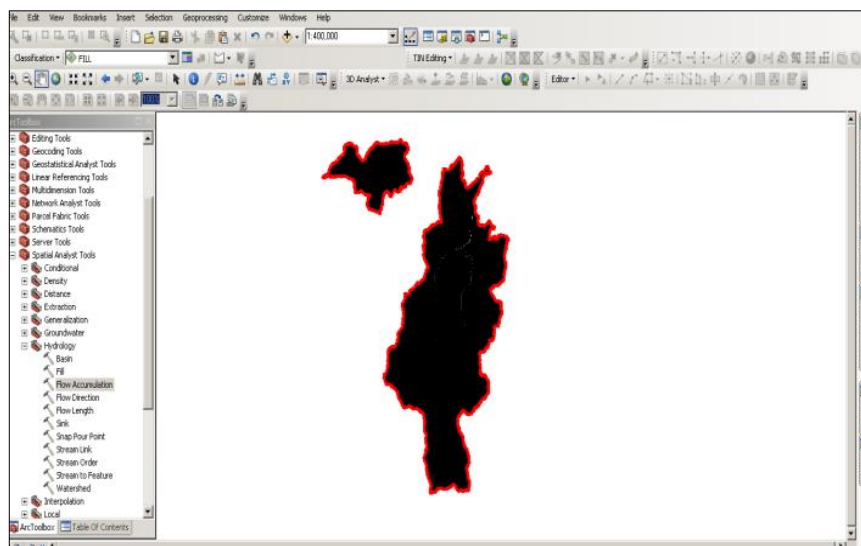 File Edit View Bookmarks Insert Selection Geoprocessing Customize Windows Help
1:400,000
Classification FILL TIN Editing
3D Analyst Editor
100%
ArcToolbox
Editing Tools
Geocoding Tools
Geostatistical Analyst Tools
Linear Referencing Tools
Multidimension Tools
Network Analyst Tools
Parcel Fabric Tools
Schematics Tools
Server Tools
Spatial Analyst Tools
Conditional
Density
Distance
Extraction
Generalization
Groundwater
Hydrology
Basin
Fill
Flow Accumulation
Flow Direction
Flow Length
Sink
Snap Pour Point
Stream Link
Stream Order
Stream to Feature
Watershed
Interpolation
Local
ArcToolbox Table Of Contents